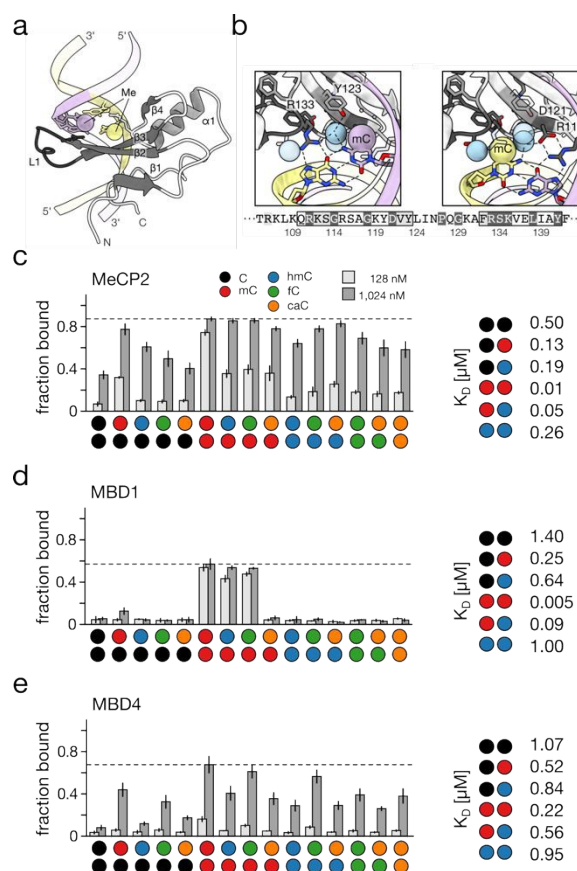 a
3'
5'
Me
β4
α1
β3
β2
L1
β1
5'
3'
C
N
b
Y123
R133
mC
D121
R11
mC
···TRKLKQRKSGRSAGKYDVYLINPQGKAFRSKVELIAYF···
109 114 119 124 134 139
c
MeCP2
C
mC
hmC
fC
caC
128 nM
1,024 nM
fraction bound
0.8
0.4
0
K_D [µM]
0.50
0.13
0.19
0.01
0.05
0.26
d
MBD1
fraction bound
0.8
0.4
0
K_D [µM]
1.40
0.25
0.64
0.005
0.09
1.00
e
MBD4
fraction bound
0.8
0.4
0
K_D [µM]
1.07
0.52
0.84
0.22
0.56
0.95